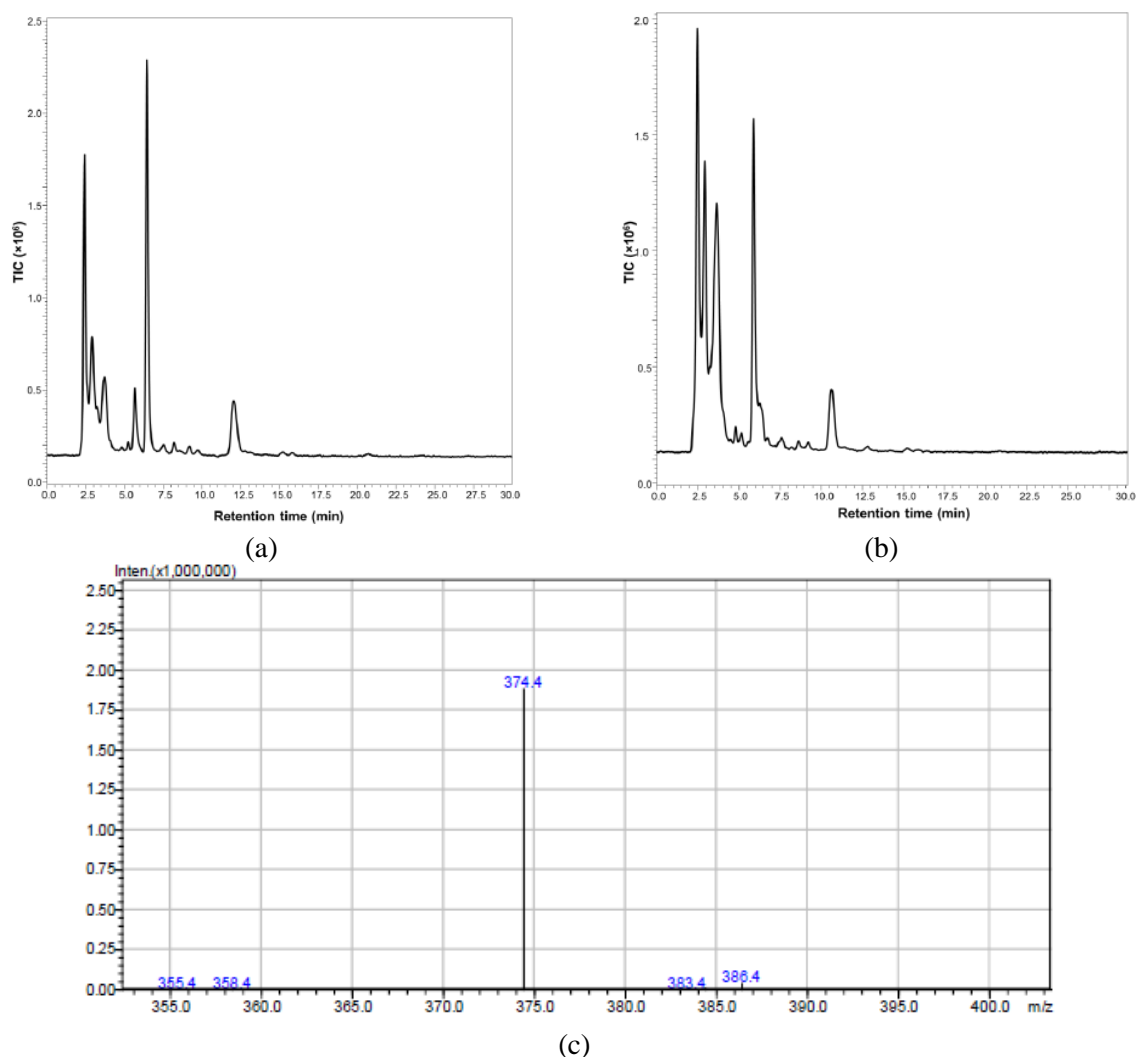 2.5
2.0
1.5
1.0
0.5
0.0
TIC (×10⁶)
0.0 2.5 5.0 7.5 10.0 12.5 15.0 17.5 20.0 22.5 25.0 27.5 30.0
Retention time (min)
(a)
2.0
1.5
1.0
0.5
0.0
TIC (×10⁶)
0.0 2.5 5.0 7.5 10.0 12.5 15.0 17.5 20.0 22.5 25.0 27.5 30.0
Retention time (min)
(b)
Inten.(x1,000,000)
2.50
2.25
2.00
1.75
1.50
1.25
1.00
0.75
0.50
0.25
0.00
374.4
355.4 358.4 383.4 386.4
355.0 360.0 365.0 370.0 375.0 380.0 385.0 390.0 395.0 400.0 m/z
(c)